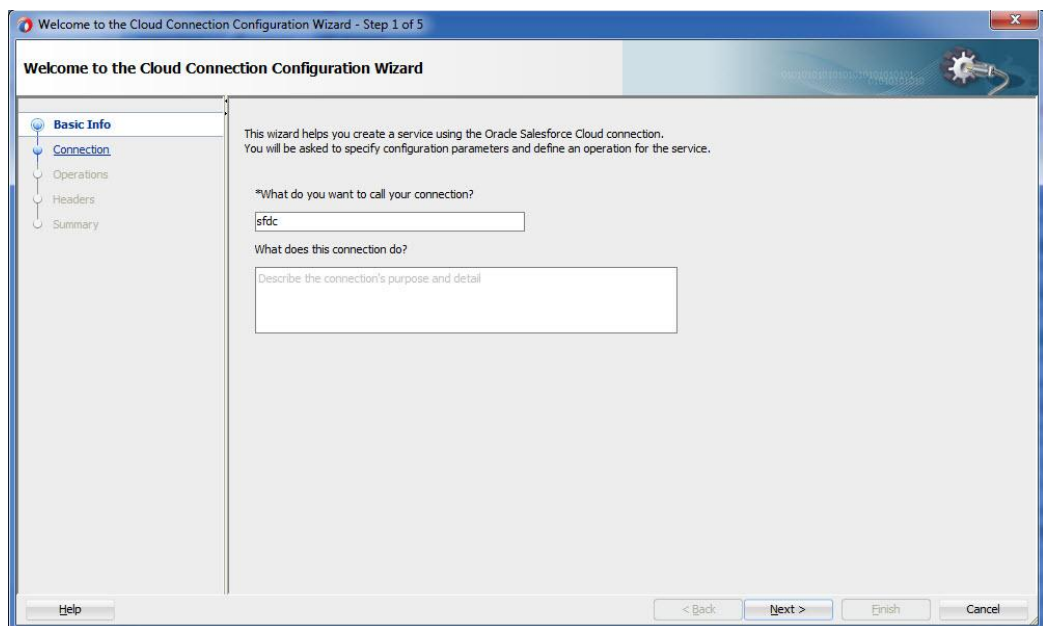 Welcome to the Cloud Connection Configuration Wizard - Step 1 of 5
Welcome to the Cloud Connection Configuration Wizard
Basic Info
Connection
Operations
Headers
Summary
This wizard helps you create a service using the Oracle Salesforce Cloud connection.
You will be asked to specify configuration parameters and define an operation for the service.
*What do you want to call your connection?
sfdc
What does this connection do?
Describe the connection's purpose and detail
Help
< Back
Next >
Finish
Cancel